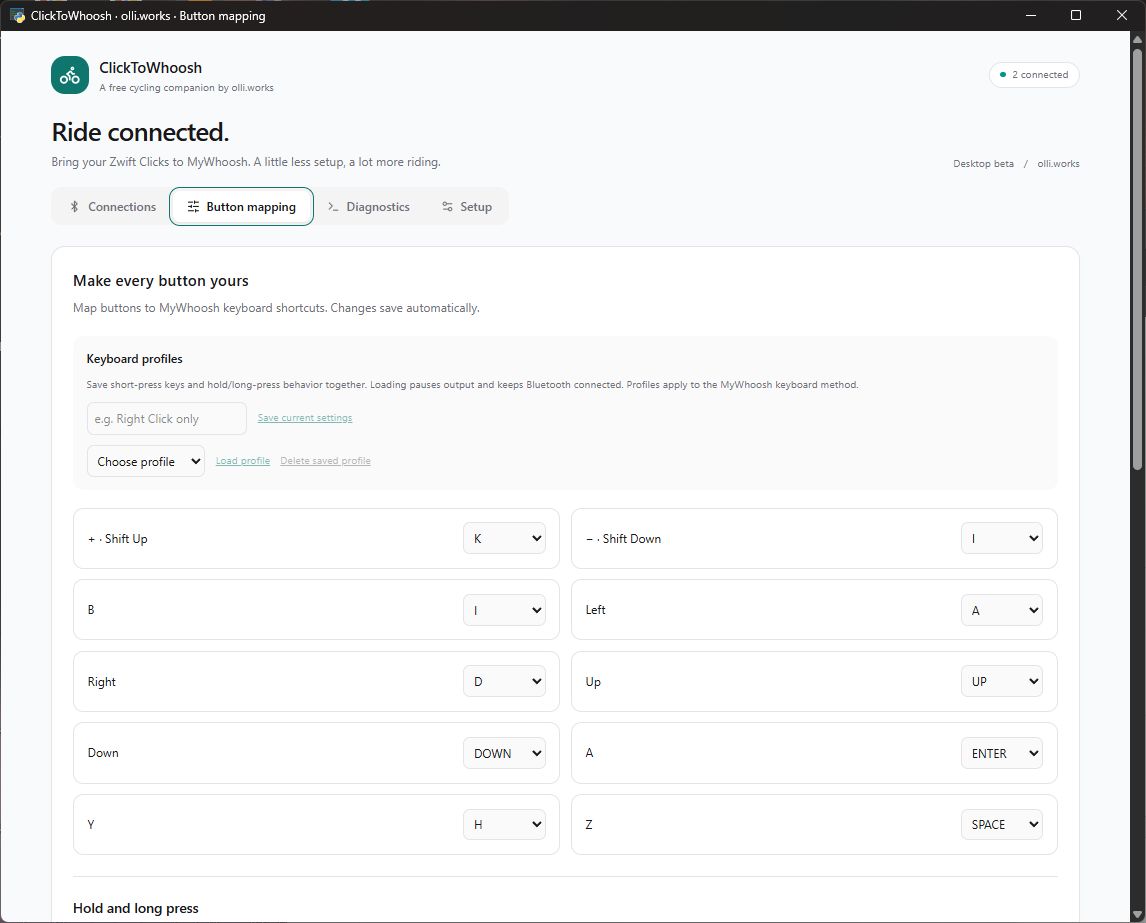 ClickToWhoosh · olli.works · Button mapping
ClickToWhoosh
A free cycling companion by olli.works
2 connected
Ride connected.
Bring your Zwift Clicks to MyWhoosh. A little less setup, a lot more riding.
Desktop beta / olli.works
Connections Button mapping Diagnostics Setup
Make every button yours
Map buttons to MyWhoosh keyboard shortcuts. Changes save automatically.
Keyboard profiles
Save short-press keys and hold/long-press behavior together. Loading pauses output and keeps Bluetooth connected. Profiles apply to the MyWhoosh keyboard method.
e.g. Right Click only Save current settings
Choose profile Load profile Delete saved profile
+ · Shift Up K − · Shift Down I
B I Left A
Right D Up UP
Down DOWN A ENTER
Y H Z SPACE
Hold and long press